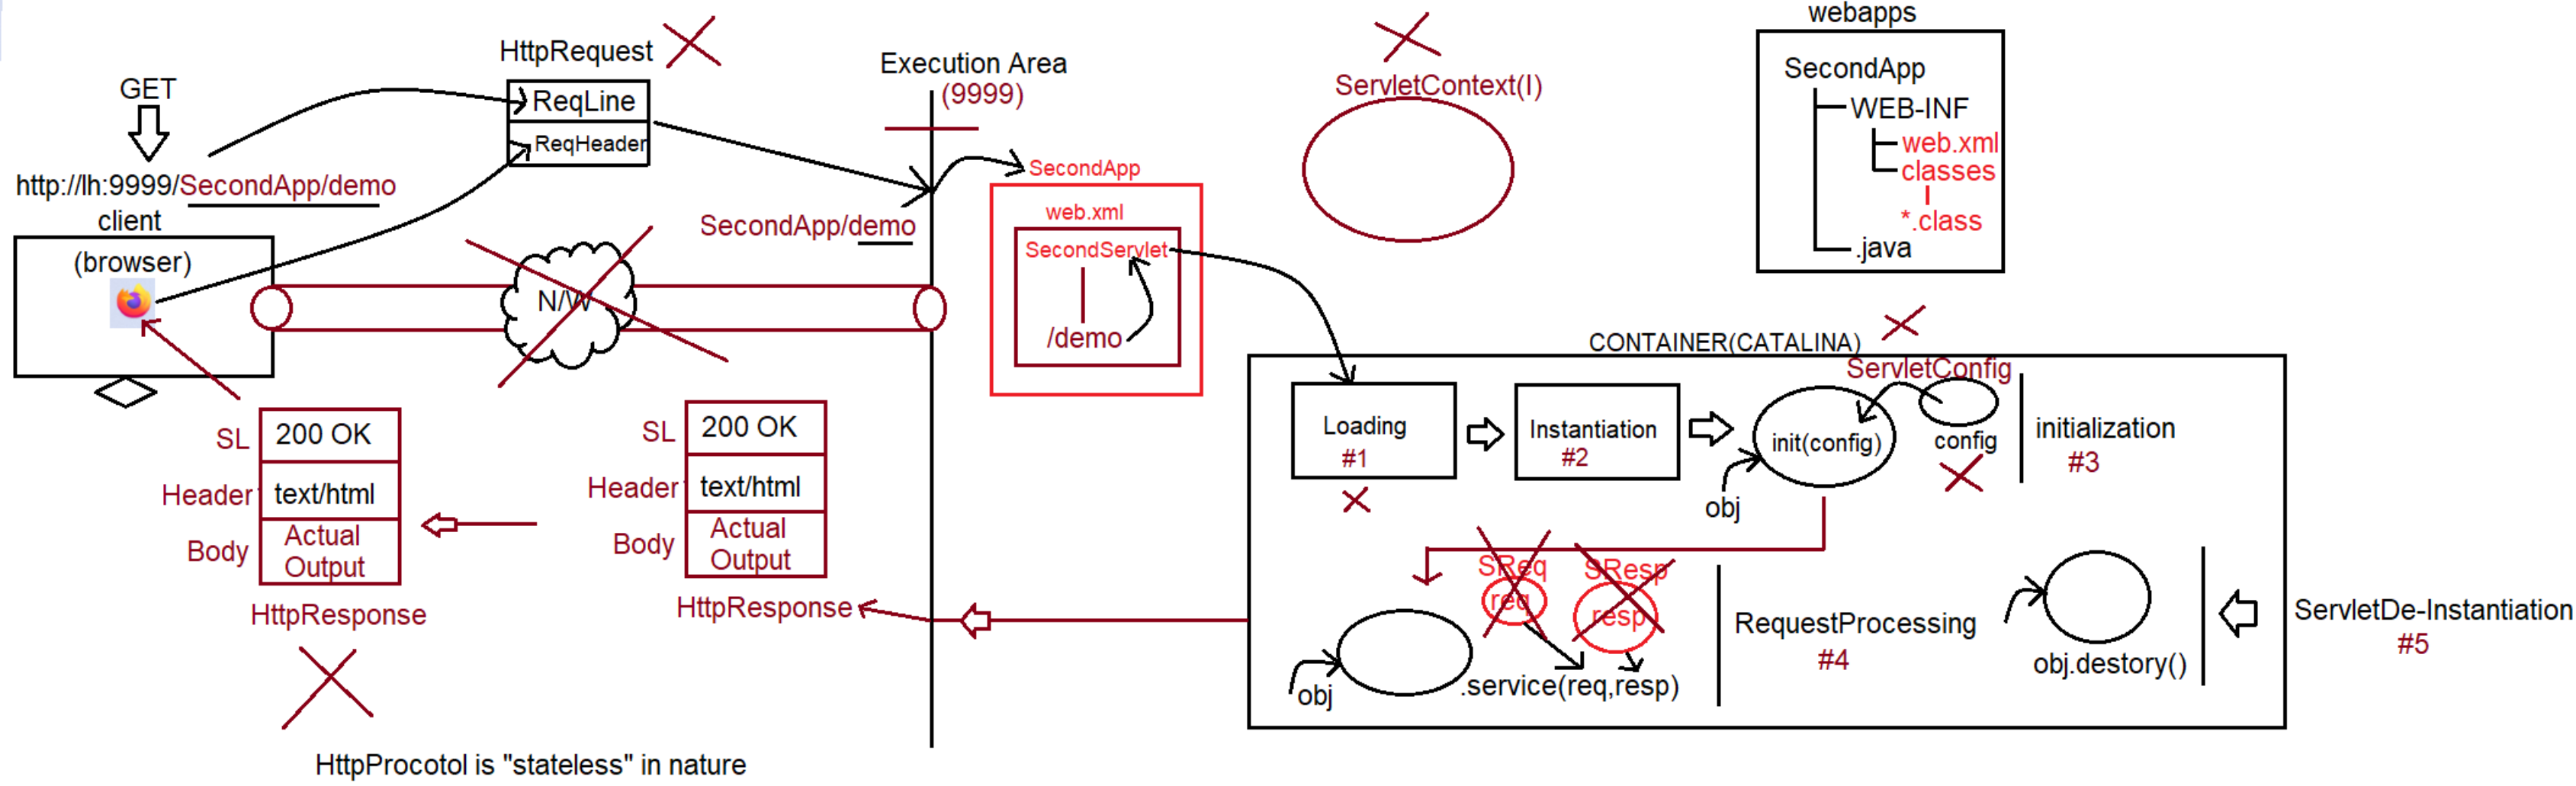 GET
http://lh:9999/SecondApp/demo
client
(browser)
HttpRequest
ReqLine
ReqHeader
N/W
Execution Area
(9999)
SecondApp/demo
SecondApp
web.xml
SecondServlet
/demo
ServletContext(I)
webapps
SecondApp
WEB-INF
web.xml
classes
*.class
.java
CONTAINER(CATALINA)
Loading
#1
Instantiation
#2
init(config)
obj
ServletConfig
config
initialization
#3
SReq
req
SResp
resp
obj
.service(req,resp)
RequestProcessing
#4
obj.destory()
ServletDe-Instantiation
#5
SL
200 OK
Header
text/html
Body
Actual
Output
HttpResponse
SL
200 OK
Header
text/html
Body
Actual
Output
HttpResponse
HttpProcotol is "stateless" in nature